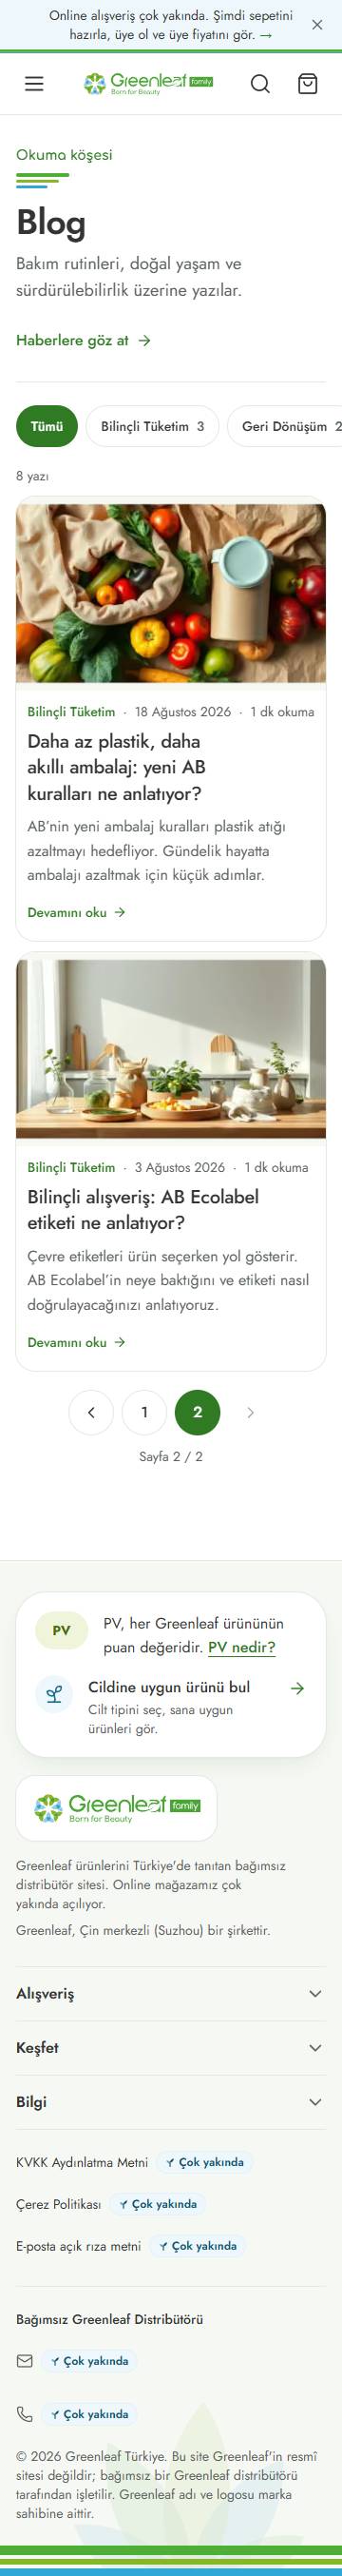 Online alışveriş çok yakında. Şimdi sepetini
hazırla, üye ol ve üye fiyatını gör. →
Greenleaf family
Born for Beauty
Okuma köşesi
Blog
Bakım rutinleri, doğal yaşam ve
sürdürülebilirlik üzerine yazılar.
Haberlere göz at →
Tümü
Bilinçli Tüketim 3
Geri Dönüşüm 2
8 yazı
Bilinçli Tüketim · 18 Ağustos 2026 · 1 dk okuma
Daha az plastik, daha
akıllı ambalaj: yeni AB
kuralları ne anlatıyor?
AB’nin yeni ambalaj kuralları plastik atığı
azaltmayı hedefliyor. Gündelik hayatta
ambalajı azaltmak için küçük adımlar.
Devamını oku →
Bilinçli Tüketim · 3 Ağustos 2026 · 1 dk okuma
Bilinçli alışveriş: AB Ecolabel
etiketi ne anlatıyor?
Çevre etiketleri ürün seçerken yol gösterir.
AB Ecolabel’in neye baktığını ve etiketi nasıl
doğrulayacağınızı anlatıyoruz.
Devamını oku →
1
2
Sayfa 2 / 2
PV
PV, her Greenleaf ürününün
puan değeridir. PV nedir?
Cildine uygun ürünü bul →
Cilt tipini seç, sana uygun
ürünleri gör.
Greenleaf family
Born for Beauty
Greenleaf ürünlerini Türkiye’de tanıtan bağımsız
distribütör sitesi. Online mağazamız çok
yakında açılıyor.
Greenleaf, Çin merkezli (Suzhou) bir şirkettir.
Alışveriş
Keşfet
Bilgi
KVKK Aydınlatma Metni Çok yakında
Çerez Politikası Çok yakında
E-posta açık rıza metni Çok yakında
Bağımsız Greenleaf Distribütörü
Çok yakında
Çok yakında
© 2026 Greenleaf Türkiye. Bu site Greenleaf’in resmî
sitesi değildir; bağımsız bir Greenleaf distribütörü
tarafından işletilir. Greenleaf adı ve logosu marka
sahibine aittir.